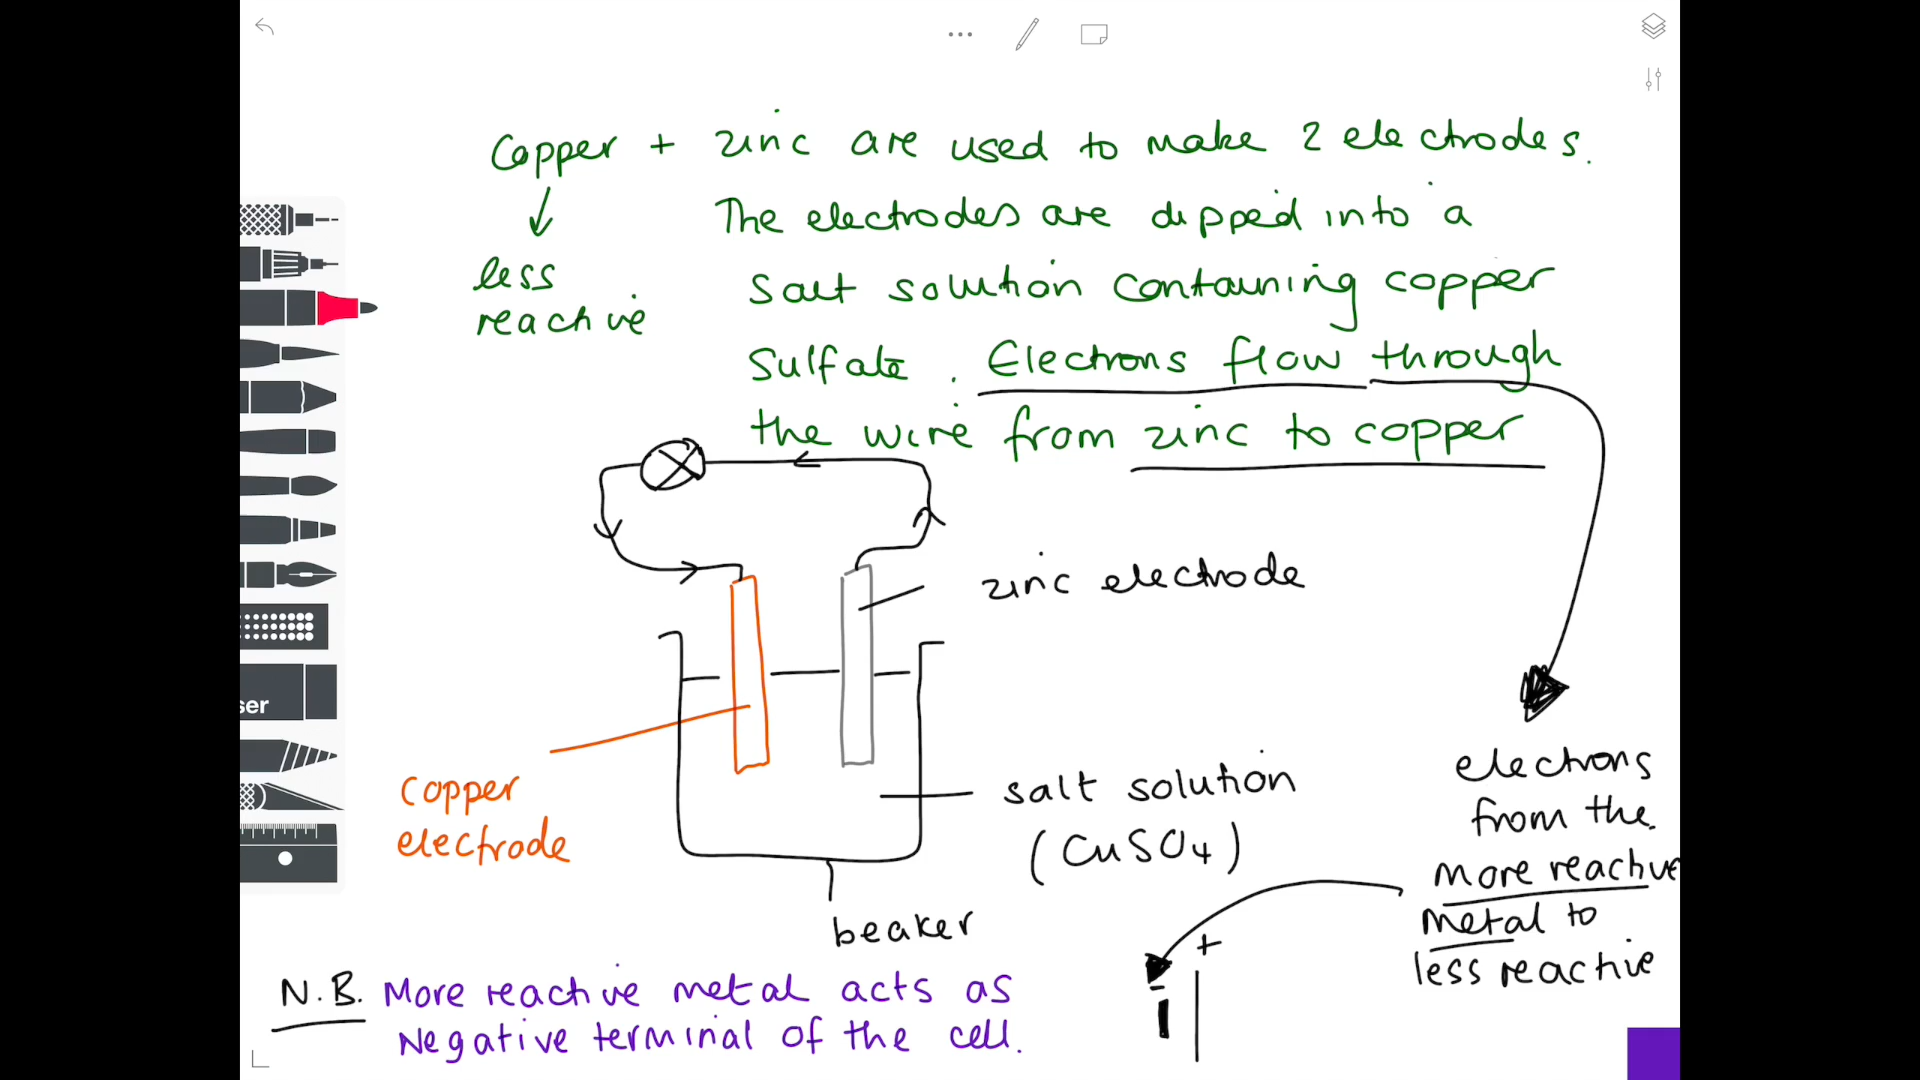 Copper + zinc are used to make 2 electrodes.
The electrodes are dipped into a
less
reactive
salt solution containing copper
sulfate. Electrons flow through
the wire from zinc to copper
zinc electrode
copper
electrode
salt solution
(CuSO4)
beaker
electrons
from the
more reactive
metal to
less reactive
- +
N.B. More reactive metal acts as
Negative terminal of the cell.
ser